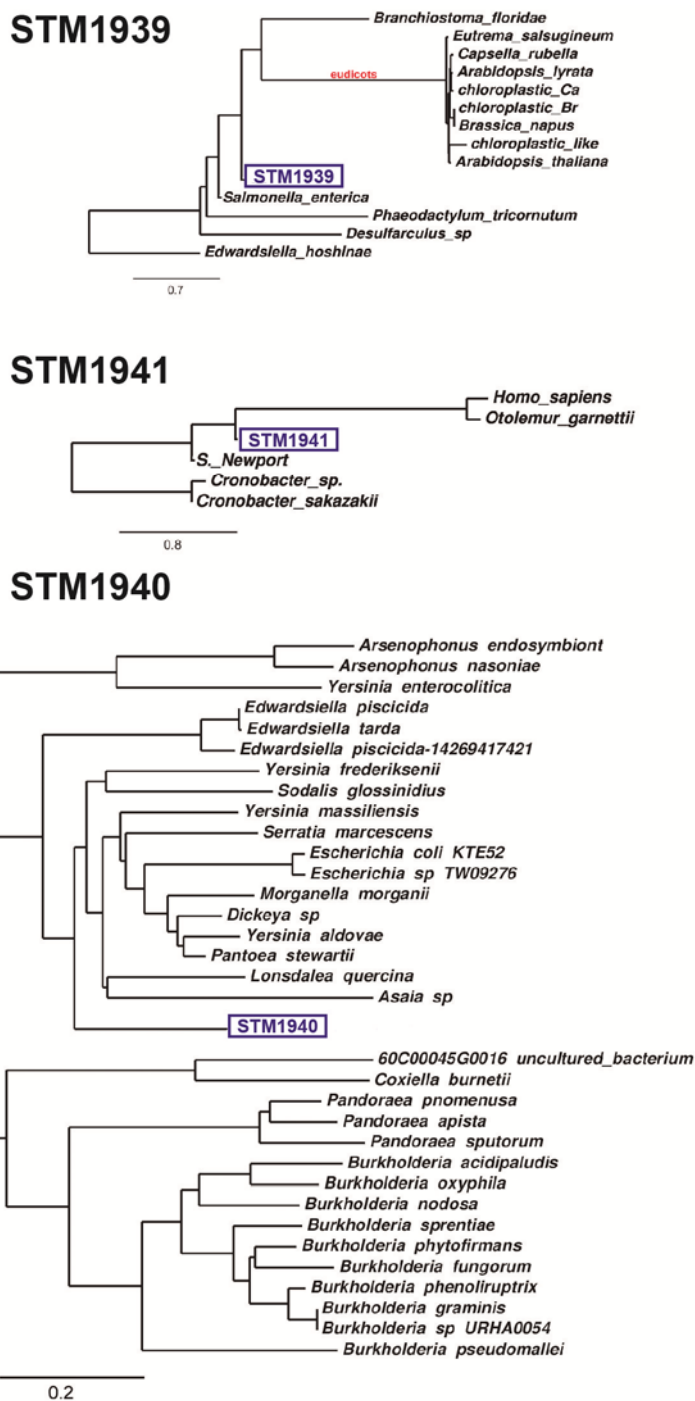 STM1939
Branchiostoma_floridae
Eutrema_salsugineum
Capsella_rubella
eudicots
Arabidopsis_lyrata
chloroplastic_Ca
chloroplastic_Br
Brassica_napus
chloroplastic_like
Arabidopsis_thaliana
STM1939
Salmonella_enterica
Phaeodactylum_tricornutum
Desulfarculus_sp
Edwardsiella_hoshinae
0.7
STM1941
Homo_sapiens
Otolemur_garnettii
STM1941
S._Newport
Cronobacter_sp.
Cronobacter_sakazakii
0.8
STM1940
Arsenophonus endosymbiont
Arsenophonus nasoniae
Yersinia enterocolitica
Edwardsiella piscicida
Edwardsiella tarda
Edwardsiella piscicida-14269417421
Yersinia frederiksenii
Sodalis glossinidius
Yersinia massiliensis
Serratia marcescens
Escherichia coli KTE52
Escherichia sp TW09276
Morganella morganii
Dickeya sp
Yersinia aldovae
Pantoea stewartii
Lonsdalea quercina
Asaia sp
STM1940
60C00045G0016 uncultured_bacterium
Coxiella burnetii
Pandoraea pnomenusa
Pandoraea apista
Pandoraea sputorum
Burkholderia acidipaludis
Burkholderia oxyphila
Burkholderia nodosa
Burkholderia sprentiae
Burkholderia phytofirmans
Burkholderia fungorum
Burkholderia phenoliruptrix
Burkholderia graminis
Burkholderia sp URHA0054
Burkholderia pseudomallei
0.2